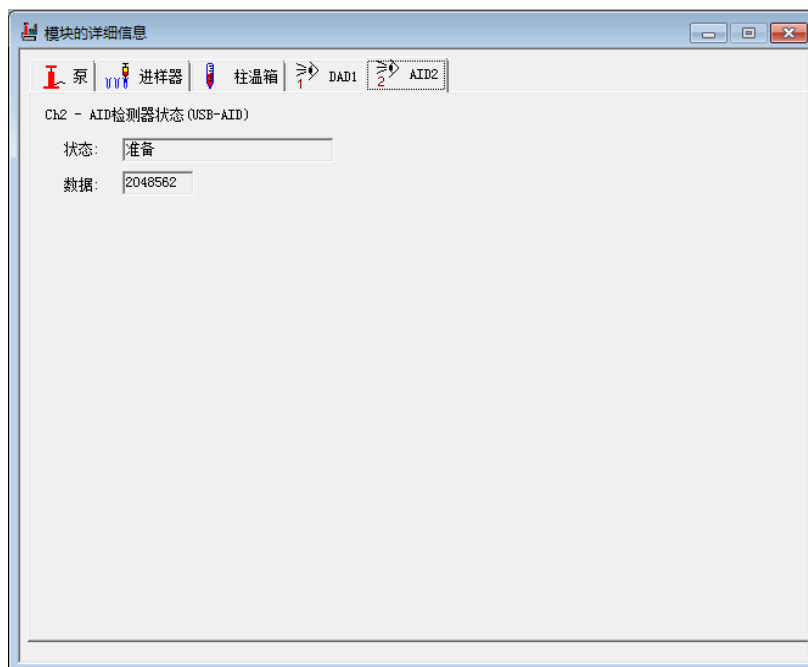 模块的详细信息
泵 进样器 柱温箱 1 DAD1 2 AID2
Ch2 - AID检测器状态(USB-AID)
状态: 准备
数据: 2048562